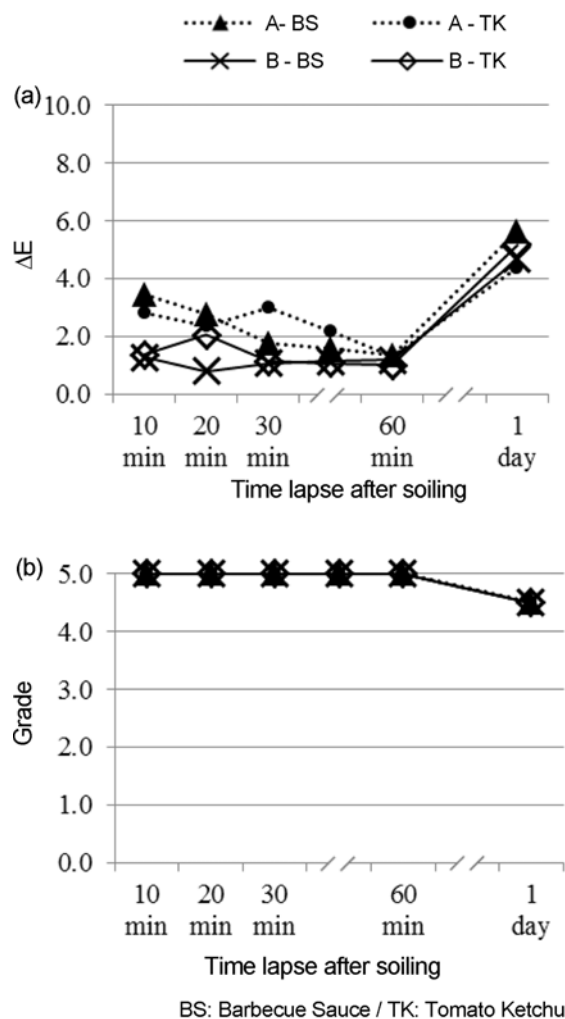 A- BS A - TK
B - BS B - TK
(a)
10.0
8.0
6.0
4.0
2.0
0.0
ΔE
10 min 20 min 30 min 60 min 1 day
Time lapse after soiling
(b)
5.0
4.0
3.0
2.0
1.0
0.0
Grade
10 min 20 min 30 min 60 min 1 day
Time lapse after soiling
BS: Barbecue Sauce / TK: Tomato Ketchu